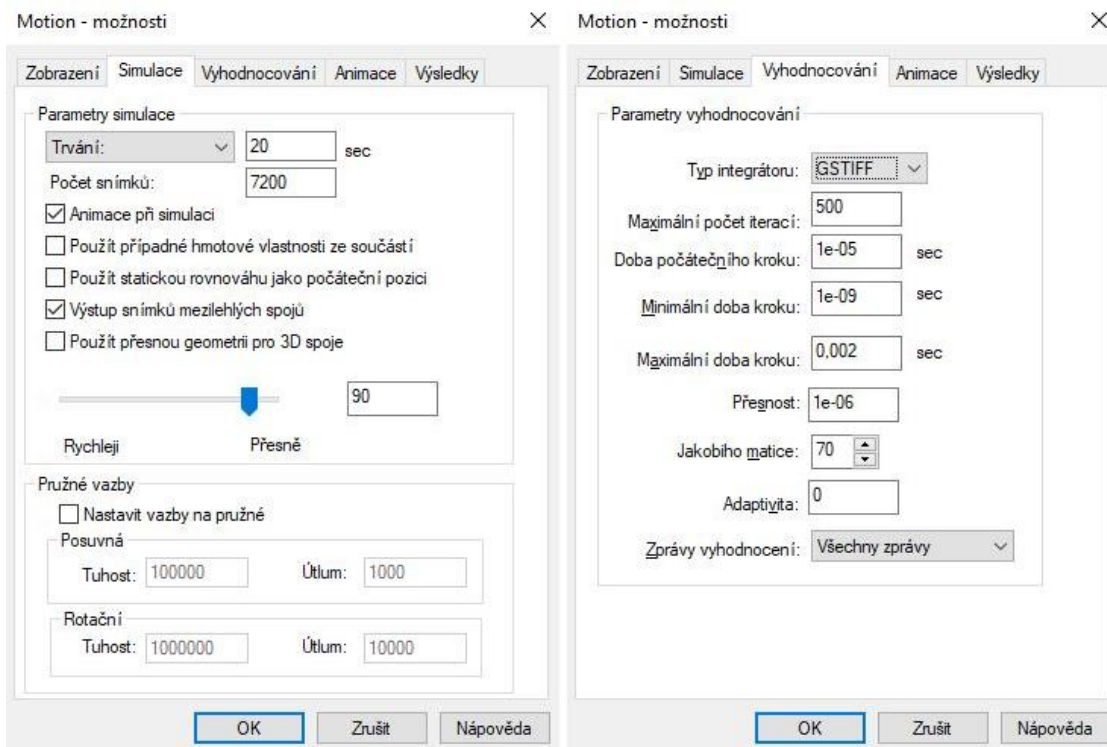 Motion - možnosti
Zobrazení Simulace Vyhodnocování Animace Výsledky
Parametry simulace
Trvání: 20 sec
Počet snímků: 7200
Animace při simulaci
Použít případné hmotové vlastnosti ze součástí
Použít statickou rovnováhu jako počáteční pozici
Výstup snímků mezilehlých spojů
Použít přesnou geometrii pro 3D spoje
90
Rychleji Přesně
Pružné vazby
Nastavit vazby na pružné
Posuvná
Tuhost: 100000 Útlum: 1000
Rotační
Tuhost: 1000000 Útlum: 10000
OK Zrušit Nápověda
Motion - možnosti
Zobrazení Simulace Vyhodnocování Animace Výsledky
Parametry vyhodnocování
Typ integrátoru: GSTIFF
Maximální počet iterací: 500
Doba počátečního kroku: 1e-05 sec
Minimální doba kroku: 1e-09 sec
Maximální doba kroku: 0,002 sec
Přesnost: 1e-06
Jakobiho matice: 70
Adaptivita: 0
Zprávy vyhodnocení: Všechny zprávy
OK Zrušit Nápověda